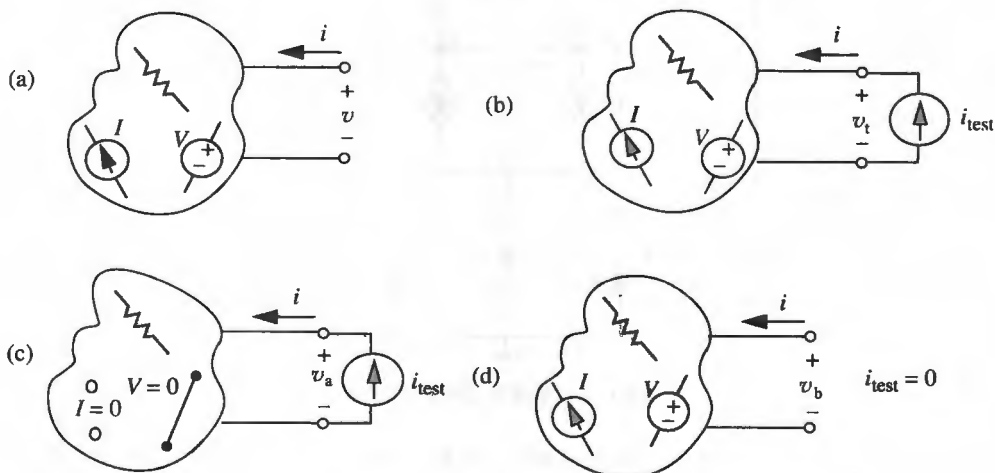 (a)
i
+
v
−
I
V
+
−
(b)
i
+
v_t
−
i_test
I
V
+
−
(c)
i
+
v_a
−
i_test
V = 0
I = 0
(d)
i
+
v_b
−
i_test = 0
I
V
+
−